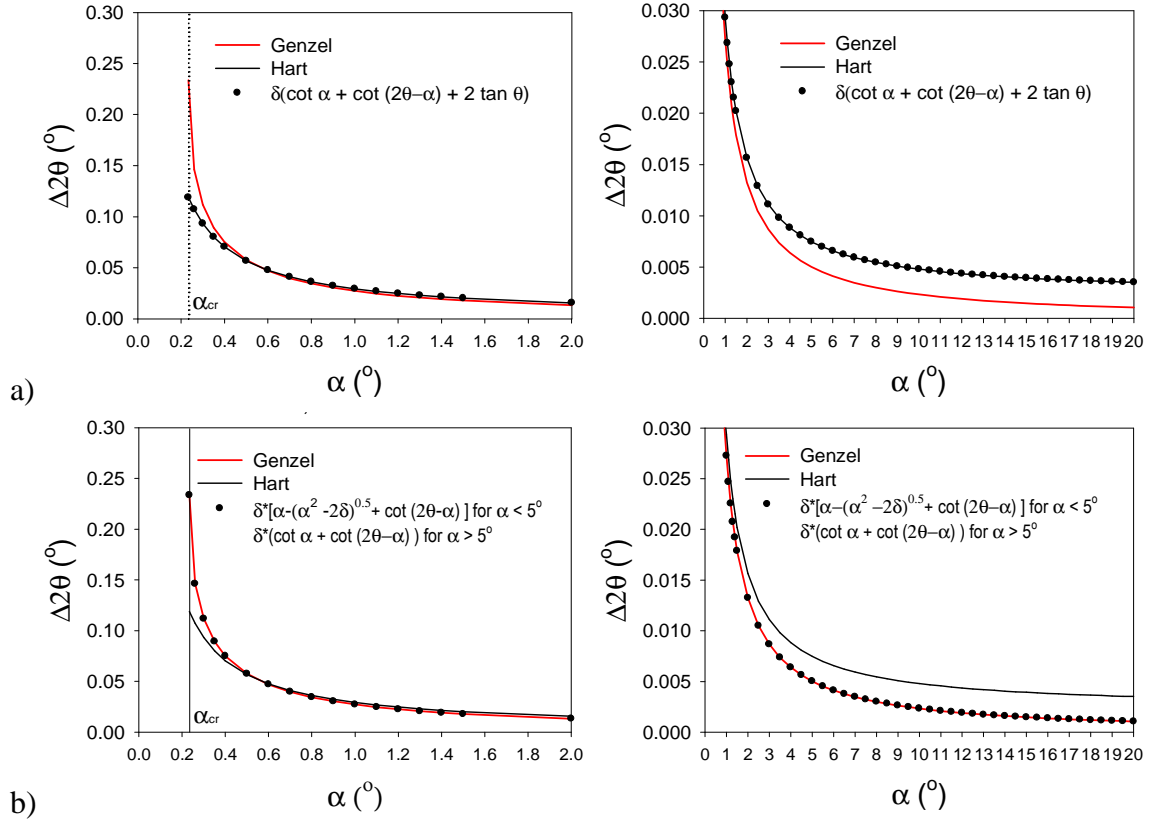 0.30
0.25
0.20
0.15
0.10
0.05
0.00
Δ2θ (°)
Genzel
Hart
δ(cot α + cot (2θ−α) + 2 tan θ)
αcr
0.0 0.2 0.4 0.6 0.8 1.0 1.2 1.4 1.6 1.8 2.0
α (°)
a)
0.030
0.025
0.020
0.015
0.010
0.005
0.000
Δ2θ (°)
Genzel
Hart
δ(cot α + cot (2θ−α) + 2 tan θ)
0 1 2 3 4 5 6 7 8 9 10 11 12 13 14 15 16 17 18 19 20
α (°)
0.30
0.25
0.20
0.15
0.10
0.05
0.00
Δ2θ (°)
Genzel
Hart
δ*[α-(α² -2δ)^0.5 + cot (2θ-α) ] for α < 5°
δ*(cot α + cot (2θ−α) ) for α > 5°
αcr
0.0 0.2 0.4 0.6 0.8 1.0 1.2 1.4 1.6 1.8 2.0
α (°)
b)
0.030
0.025
0.020
0.015
0.010
0.005
0.000
Δ2θ (°)
Genzel
Hart
δ*[α−(α² −2δ)^0.5 + cot (2θ-α) ] for α < 5°
δ*(cot α + cot (2θ−α) ) for α > 5°
0 1 2 3 4 5 6 7 8 9 10 11 12 13 14 15 16 17 18 19 20
α (°)